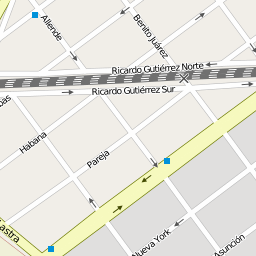 Allende
Benito Juárez
Ricardo Gutiérrez Norte
Ricardo Gutiérrez Sur
Habana
Pareja
Nueva York
Asunción